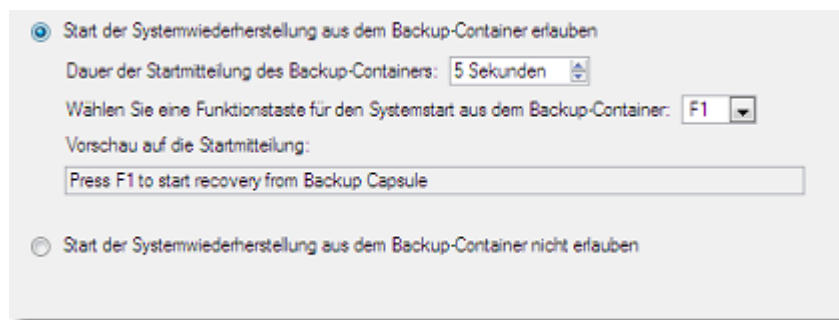 Start der Systemwiederherstellung aus dem Backup-Container erlauben
Dauer der Startmitteilung des Backup-Containers: 5 Sekunden
Wählen Sie eine Funktionstaste für den Systemstart aus dem Backup-Container: F1
Vorschau auf die Startmitteilung:
Press F1 to start recovery from Backup Capsule
Start der Systemwiederherstellung aus dem Backup-Container nicht erlauben